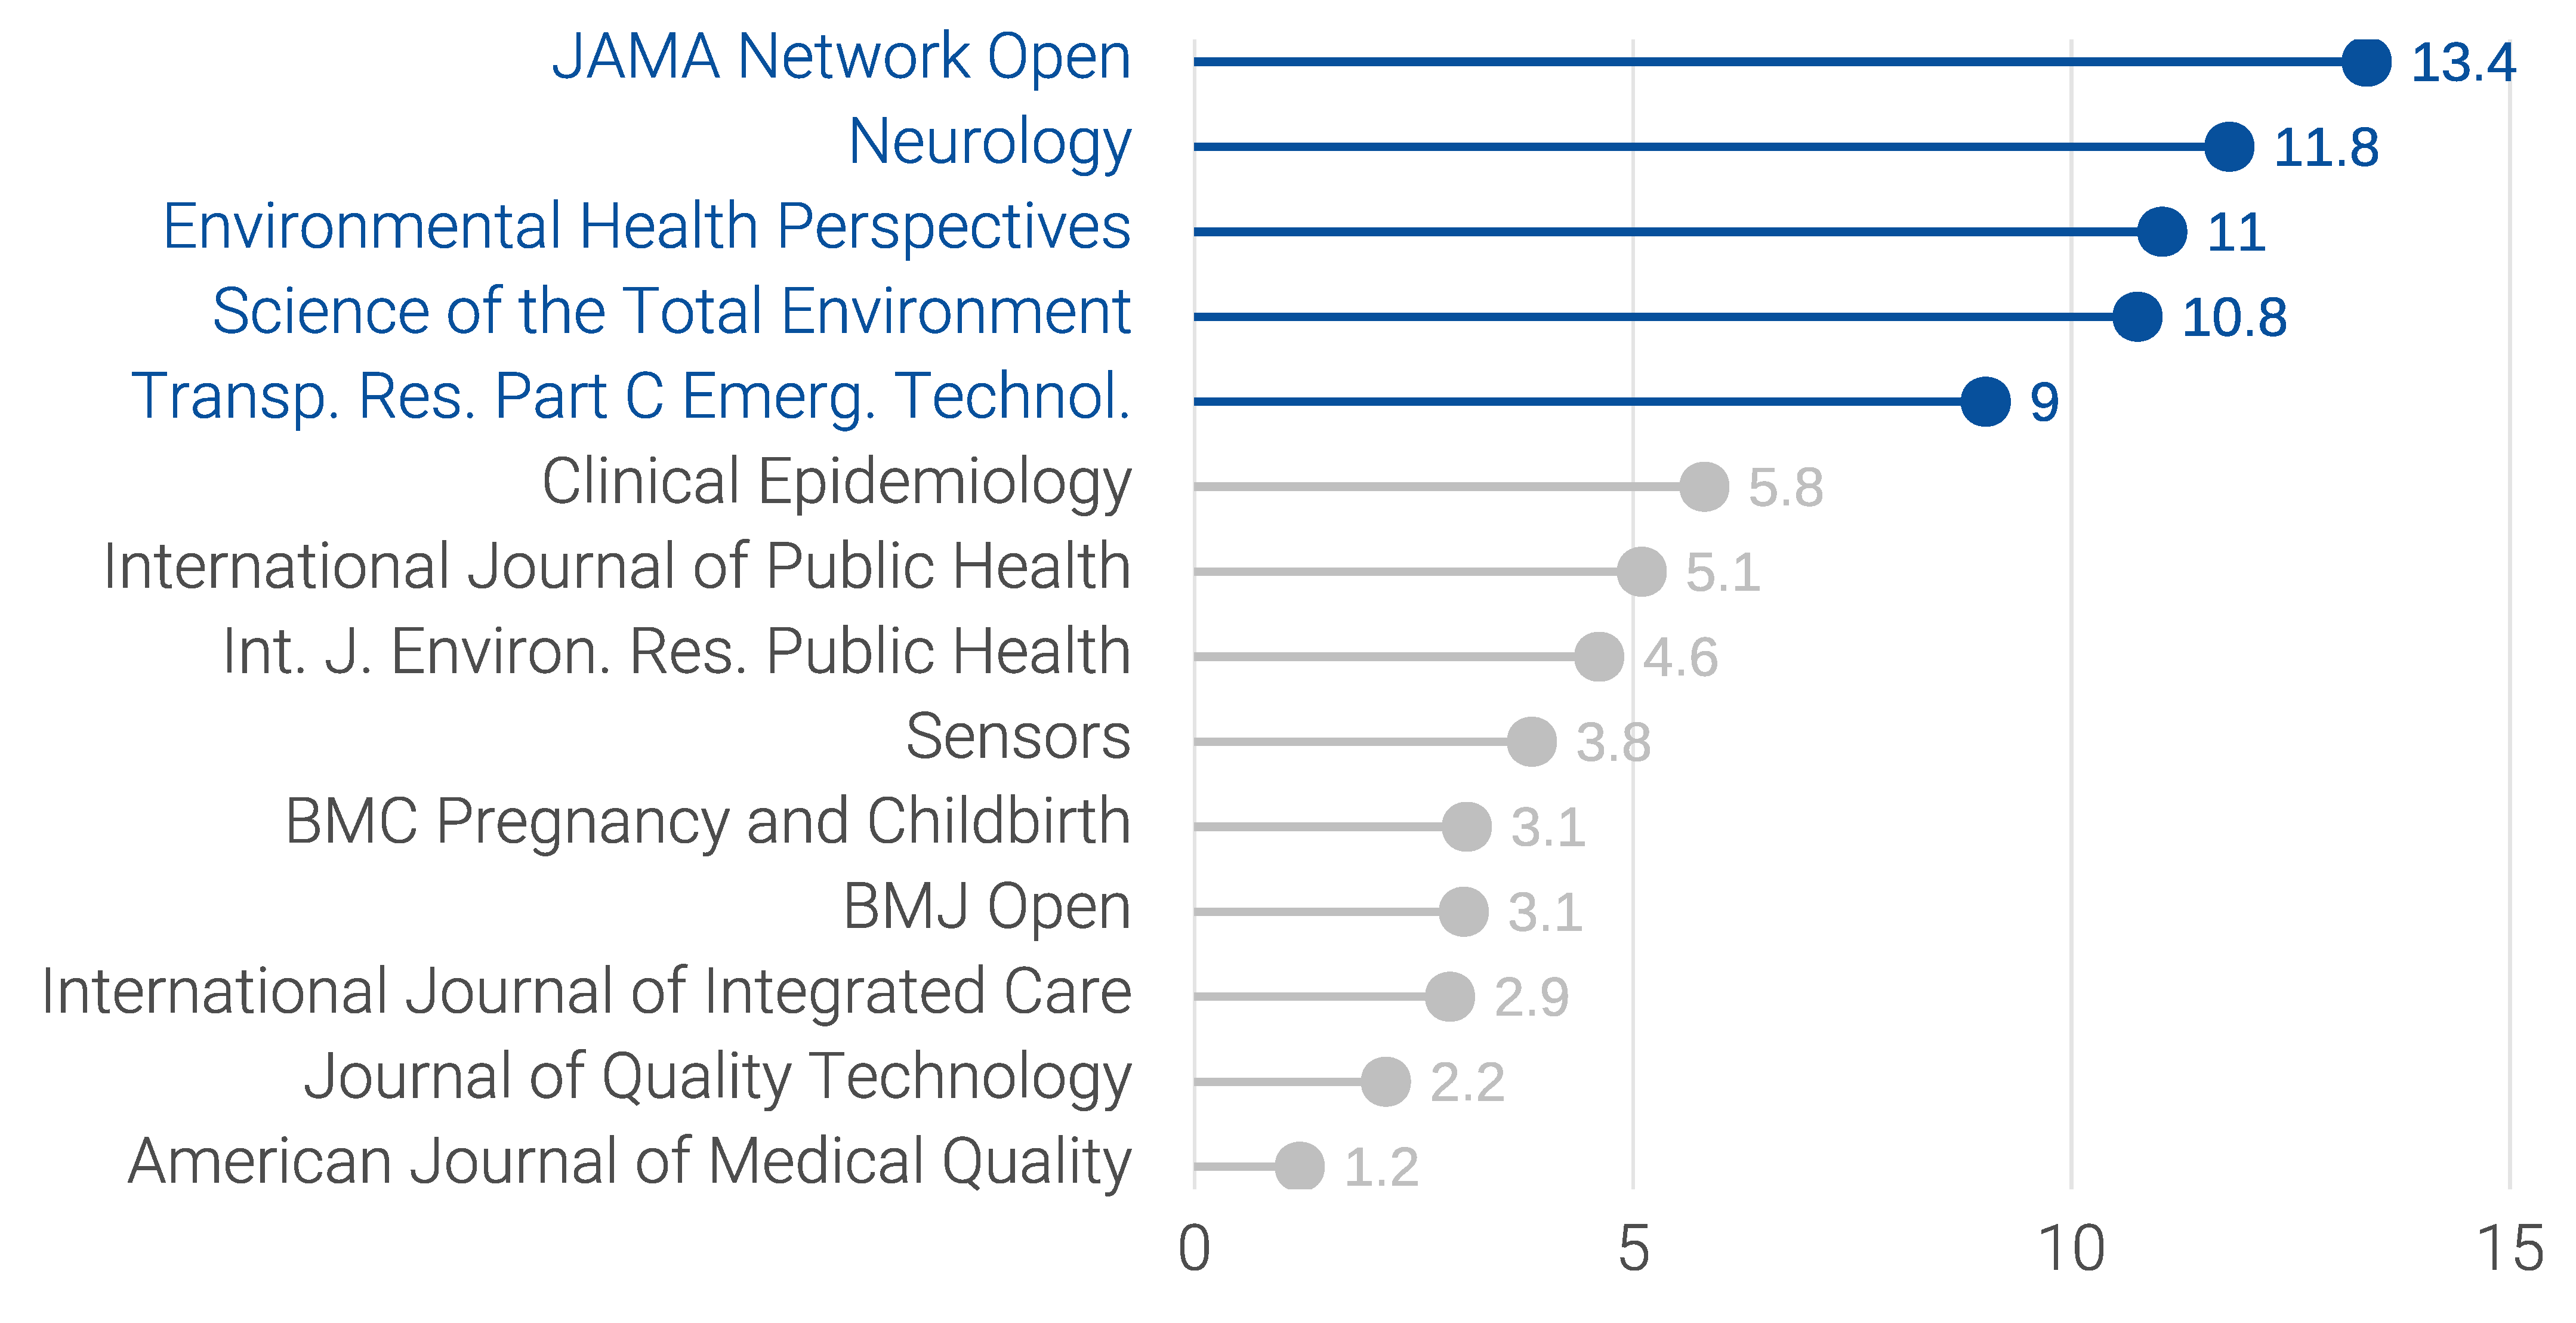 JAMA Network Open 13.4
Neurology 11.8
Environmental Health Perspectives 11
Science of the Total Environment 10.8
Transp. Res. Part C Emerg. Technol. 9
Clinical Epidemiology 5.8
International Journal of Public Health 5.1
Int. J. Environ. Res. Public Health 4.6
Sensors 3.8
BMC Pregnancy and Childbirth 3.1
BMJ Open 3.1
International Journal of Integrated Care 2.9
Journal of Quality Technology 2.2
American Journal of Medical Quality 1.2
0 5 10 15